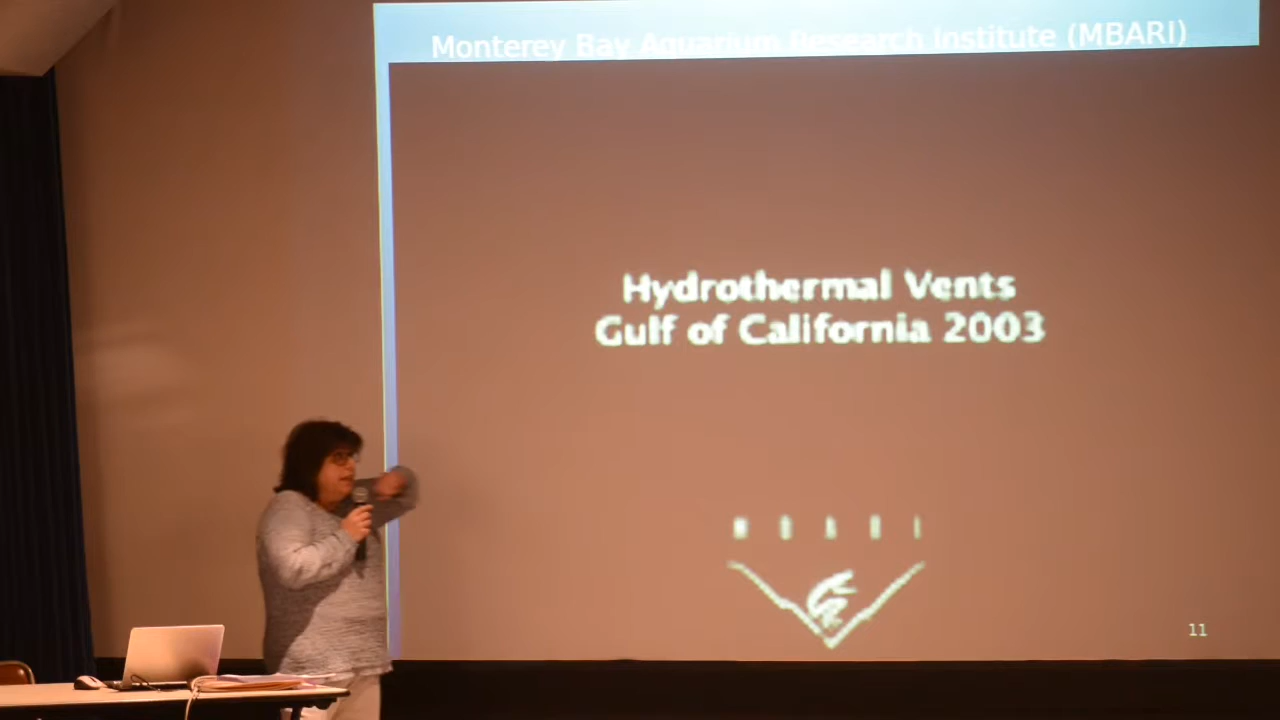 Monterey Bay Aquarium Research Institute (MBARI)
Hydrothermal Vents
Gulf of California 2003
M B A R I
11